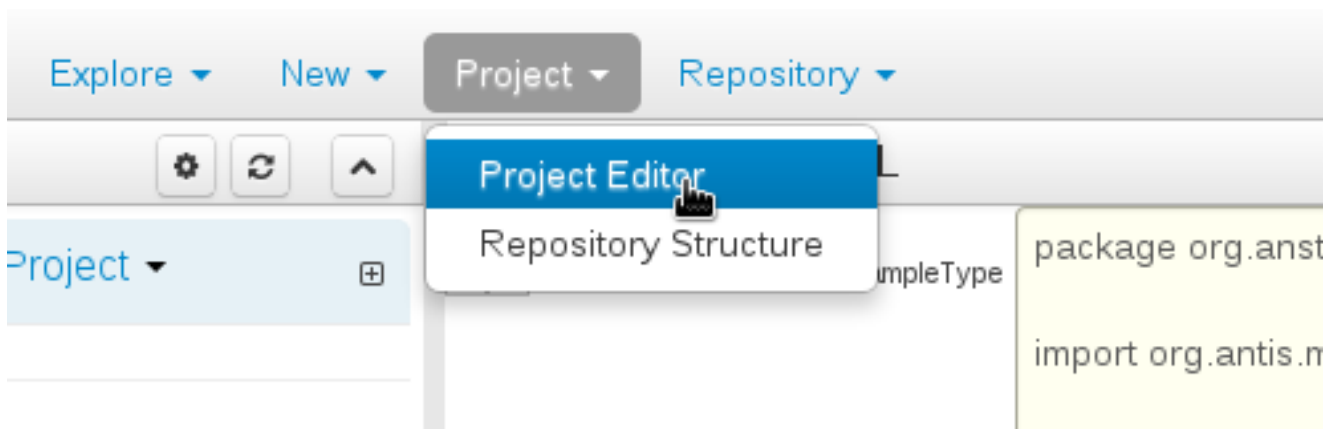 Explore New Project Repository
Project Editor
Repository Structure
Project
package org.anst
import org.antis.m